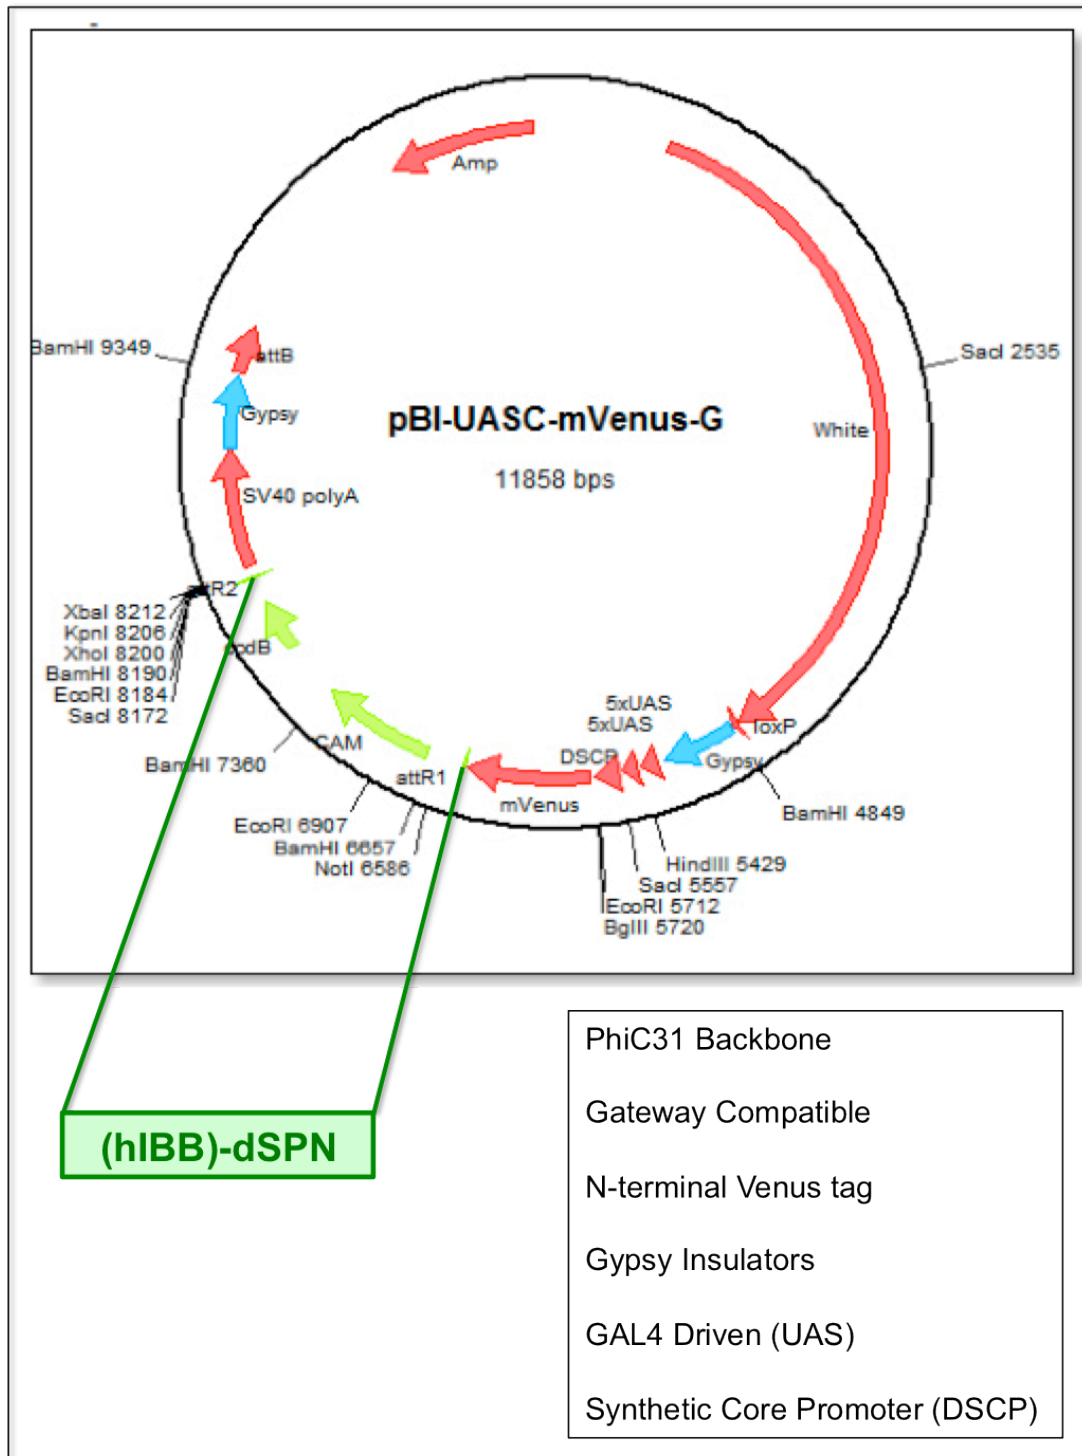 Amp
BamHI 9349
attB
SacI 2535
Gypsy
pBI-UASC-mVenus-G
White
11858 bps
SV40 polyA
XbaI 8212
KpnI 8206
XhoI 8200
BamHI 8190
EcoRI 8184
SacI 8172
5xUAS
5xUAS
loxP
CAM
DSCP
Gypsy
BamHI 7360
attR1
mVenus
BamHI 4849
EcoRI 6907
BamHI 6657
NotI 6586
HindIII 5429
SacI 5557
EcoRI 5712
BglII 5720
(hIBB)-dSPN
PhiC31 Backbone
Gateway Compatible
N-terminal Venus tag
Gypsy Insulators
GAL4 Driven (UAS)
Synthetic Core Promoter (DSCP)